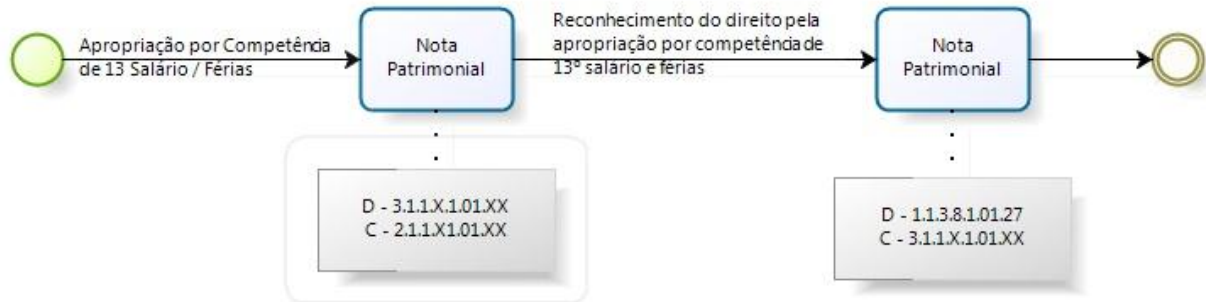 Apropriação por Competência
de 13 Salário / Férias
Nota
Patrimonial
Reconhecimento do direito pela
apropriação por competência de
13º salário e férias
Nota
Patrimonial
D - 3.1.1.X.1.01.XX
C - 2.1.1.X1.01.XX
D - 1.1.3.8.1.01.27
C - 3.1.1.X.1.01.XX